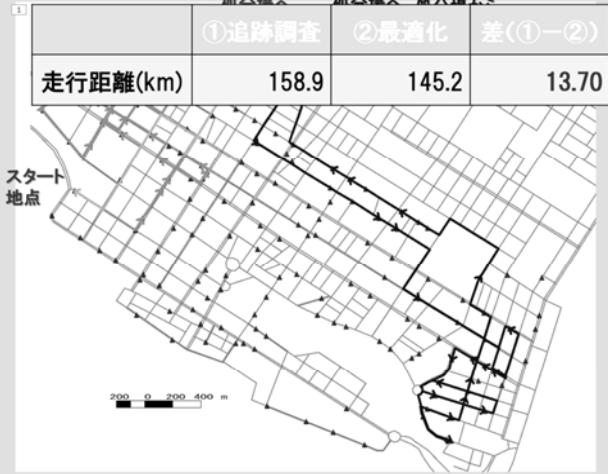 1
①追跡調査 ②最適化 差(①－②)
走行距離(km) 158.9 145.2 13.70
スタート
地点
200 0 200 400 m